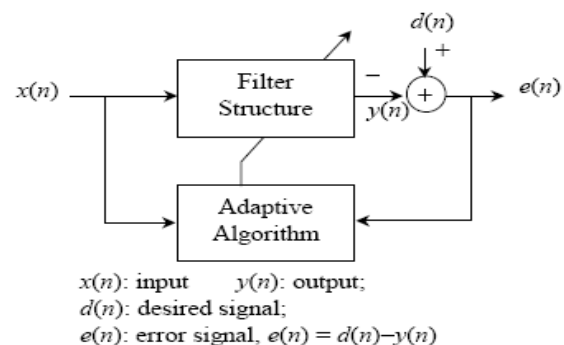 d(n)
+
x(n)
Filter
Structure
−
y(n)
+
e(n)
Adaptive
Algorithm
x(n): input y(n): output;
d(n): desired signal;
e(n): error signal, e(n) = d(n)−y(n)